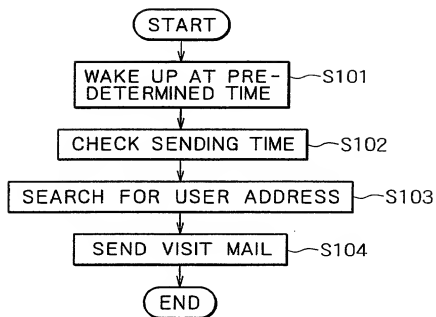 START
WAKE UP AT PRE-
DETERMINED TIME
S101
CHECK SENDING TIME
S102
SEARCH FOR USER ADDRESS
S103
SEND VISIT MAIL
S104
END